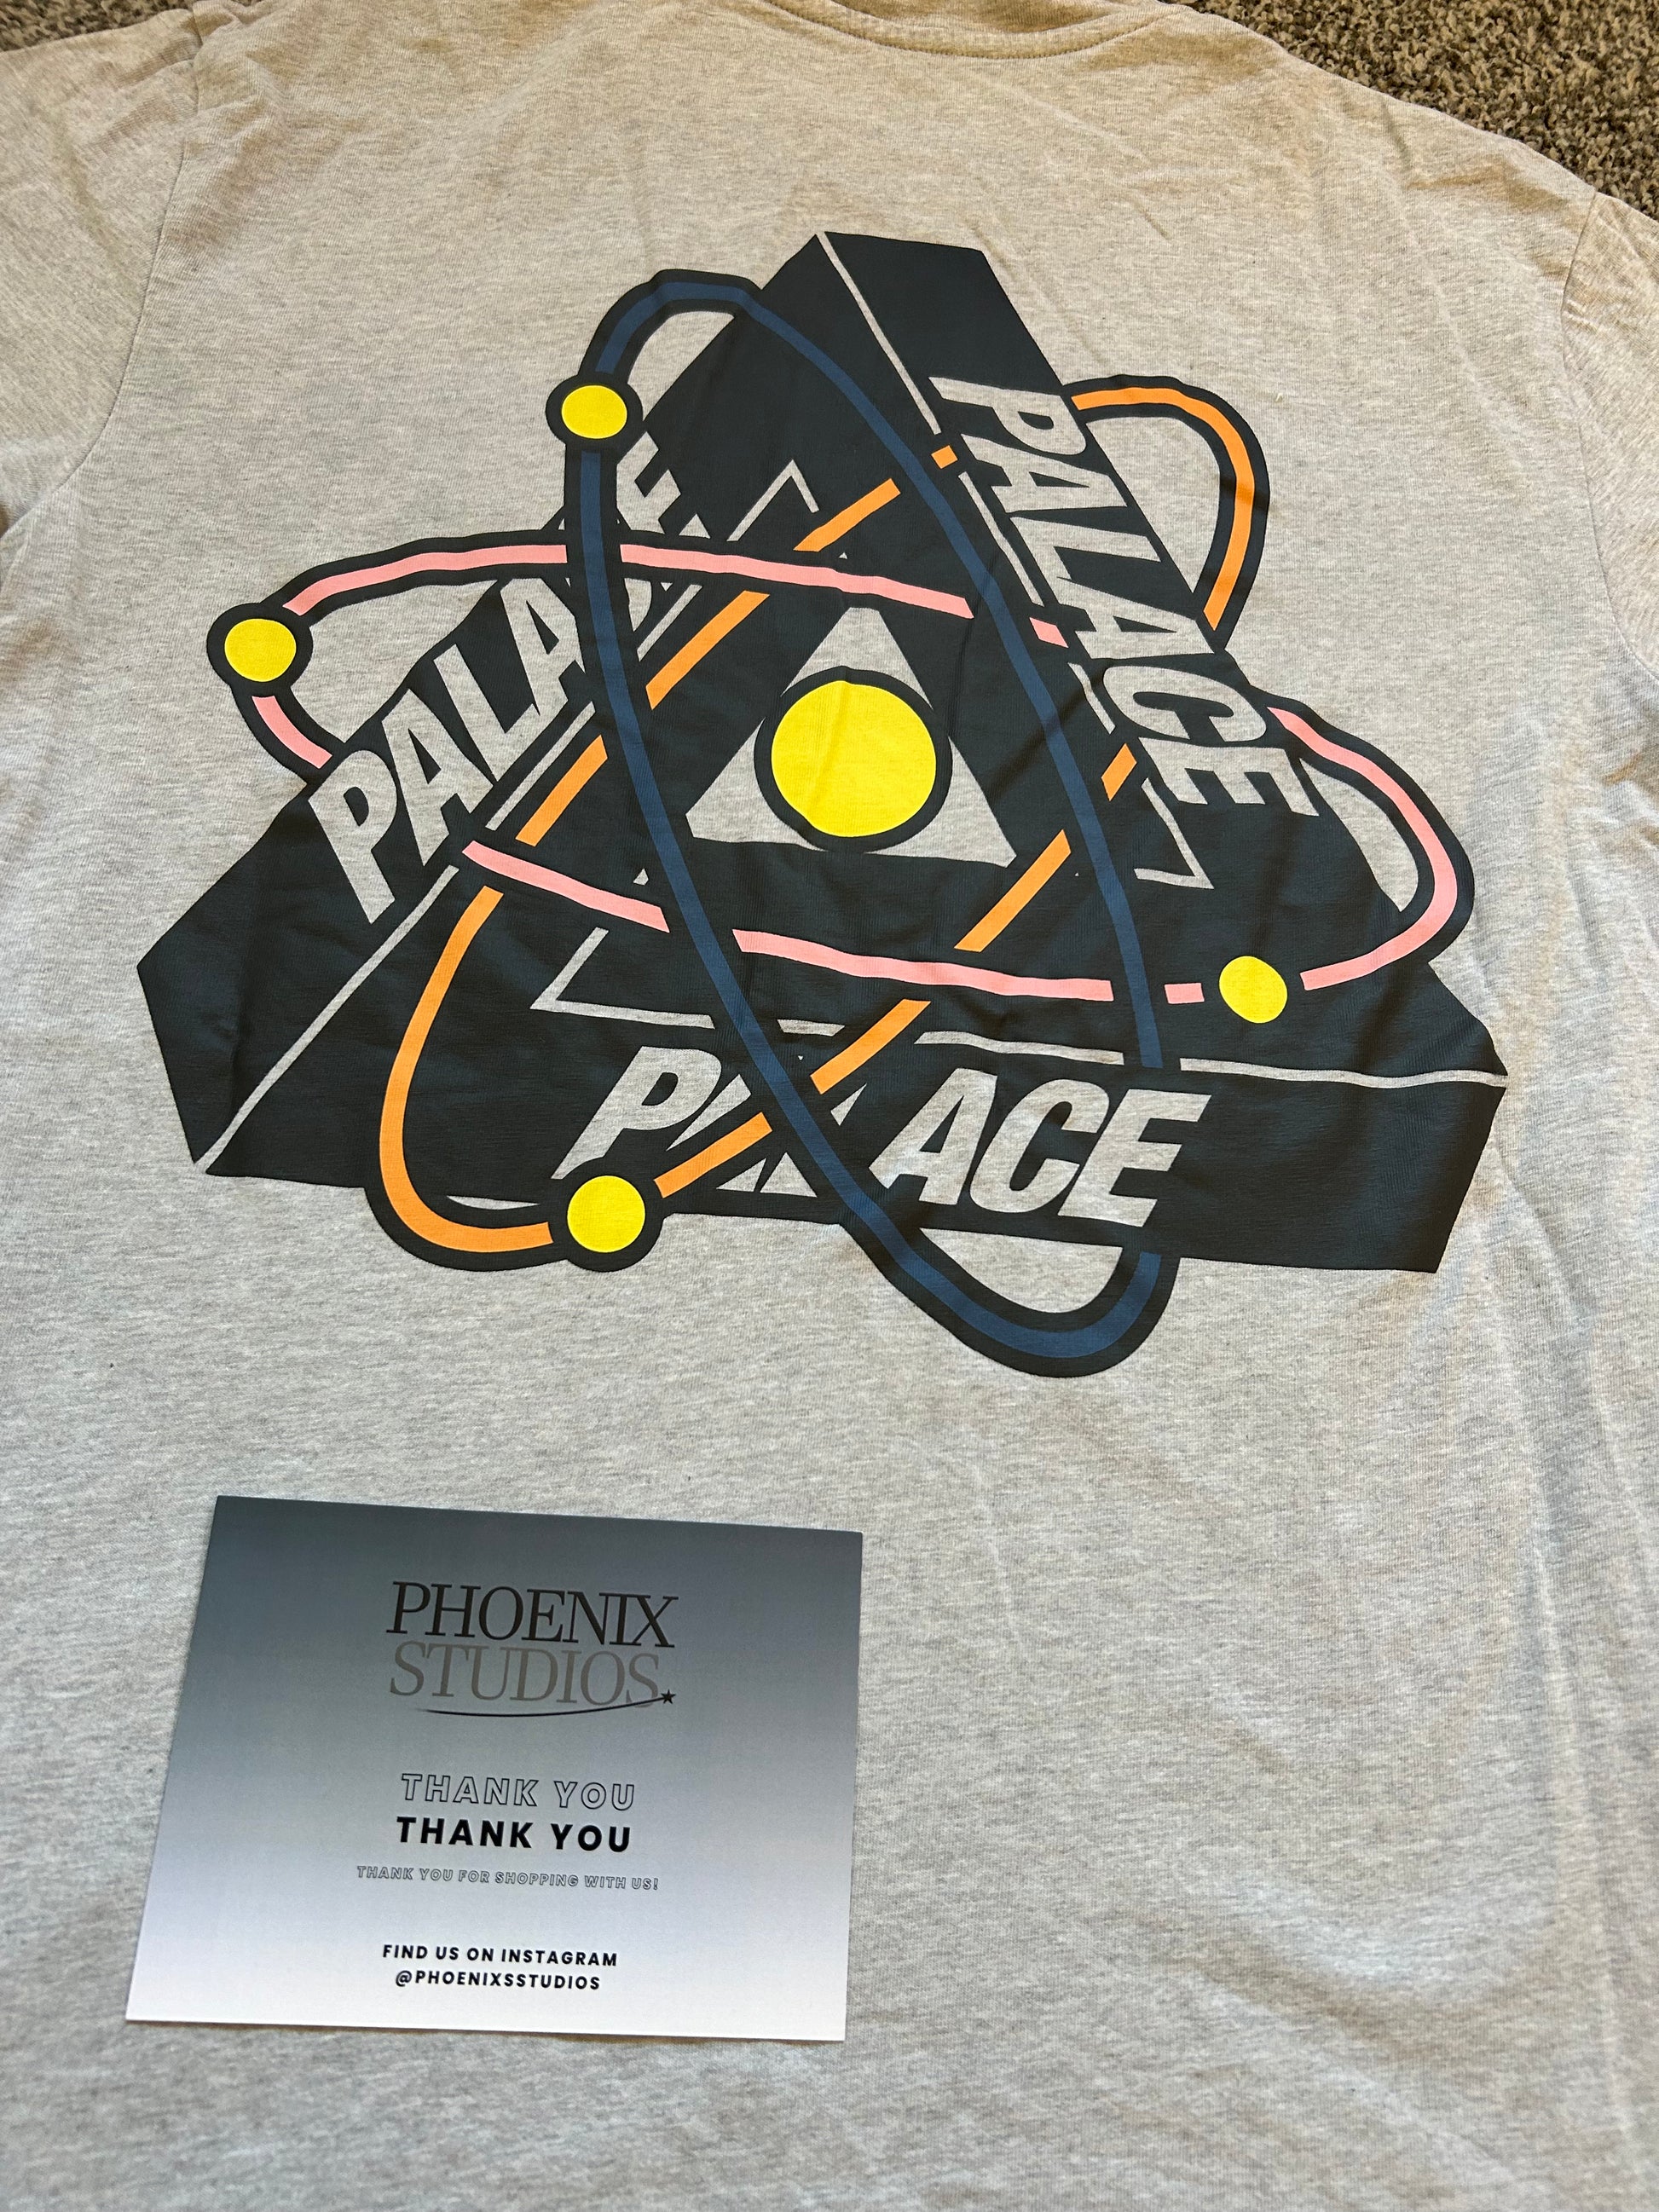 PALACE
PALACE
PALACE
PHOENIX
STUDIOS
THANK YOU
THANK YOU
THANK YOU FOR SHOPPING WITH US!
FIND US ON INSTAGRAM
@PHOENIXSSTUDIOS